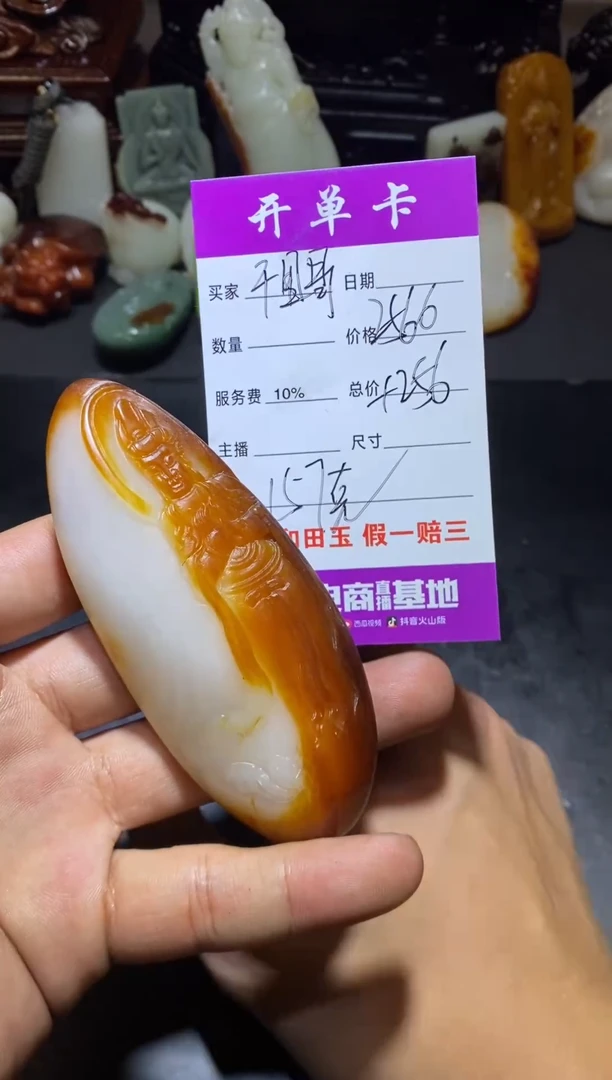 开单卡
买家 日期
数量 价格 2566
服务费 10% 总价 +256
主播 尺寸
157克
和田玉 假一赔三
电商直播基地
西瓜视频 抖音火山版